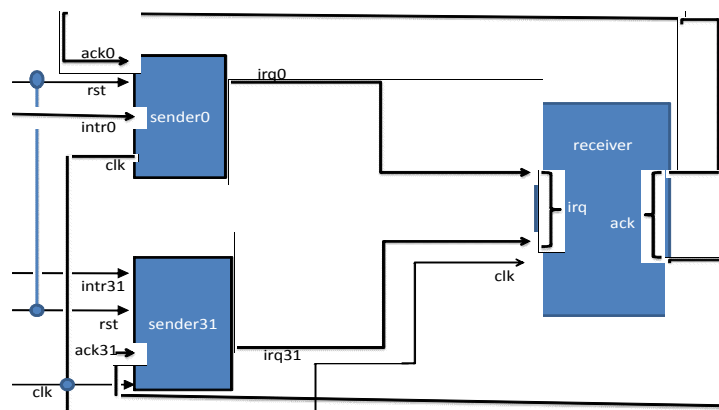 ack0
irq0
rst
sender0
intr0
receiver
clk
irq
ack
clk
intr31
rst
sender31
ack31
irq31
clk